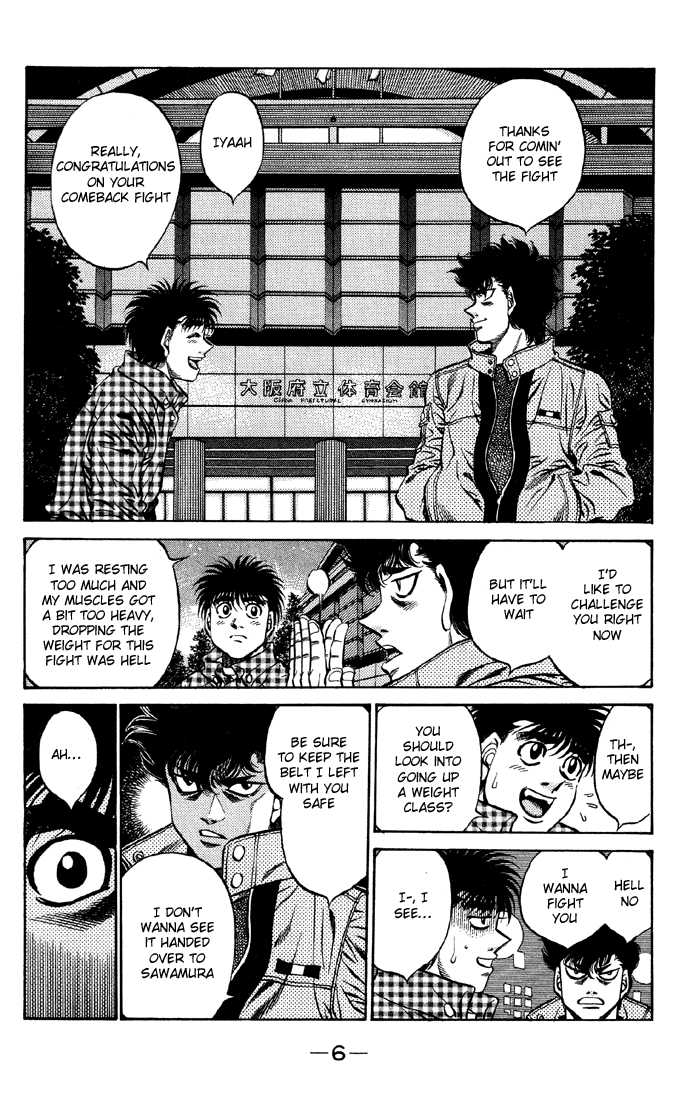 THANKS
FOR COMIN'
OUT TO SEE
THE FIGHT
IYAAH
REALLY,
CONGRATULATIONS
ON YOUR
COMEBACK FIGHT
大阪府立体育会館
OSAKA PREFECTURAL GYMNASIUM
I'D
LIKE TO
CHALLENGE
YOU RIGHT
NOW
BUT IT'LL
HAVE TO
WAIT
I WAS RESTING
TOO MUCH AND
MY MUSCLES GOT
A BIT TOO HEAVY,
DROPPING THE
WEIGHT FOR THIS
FIGHT WAS HELL
TH-,
THEN
MAYBE
YOU
SHOULD
LOOK INTO
GOING UP
A WEIGHT
CLASS?
HELL
NO
I
WANNA
FIGHT
YOU
I-, I
SEE...
BE SURE
TO KEEP
THE
BELT I LEFT
WITH YOU
SAFE
I DON'T
WANNA SEE
IT HANDED
OVER TO
SAWAMURA
AH...
—6—